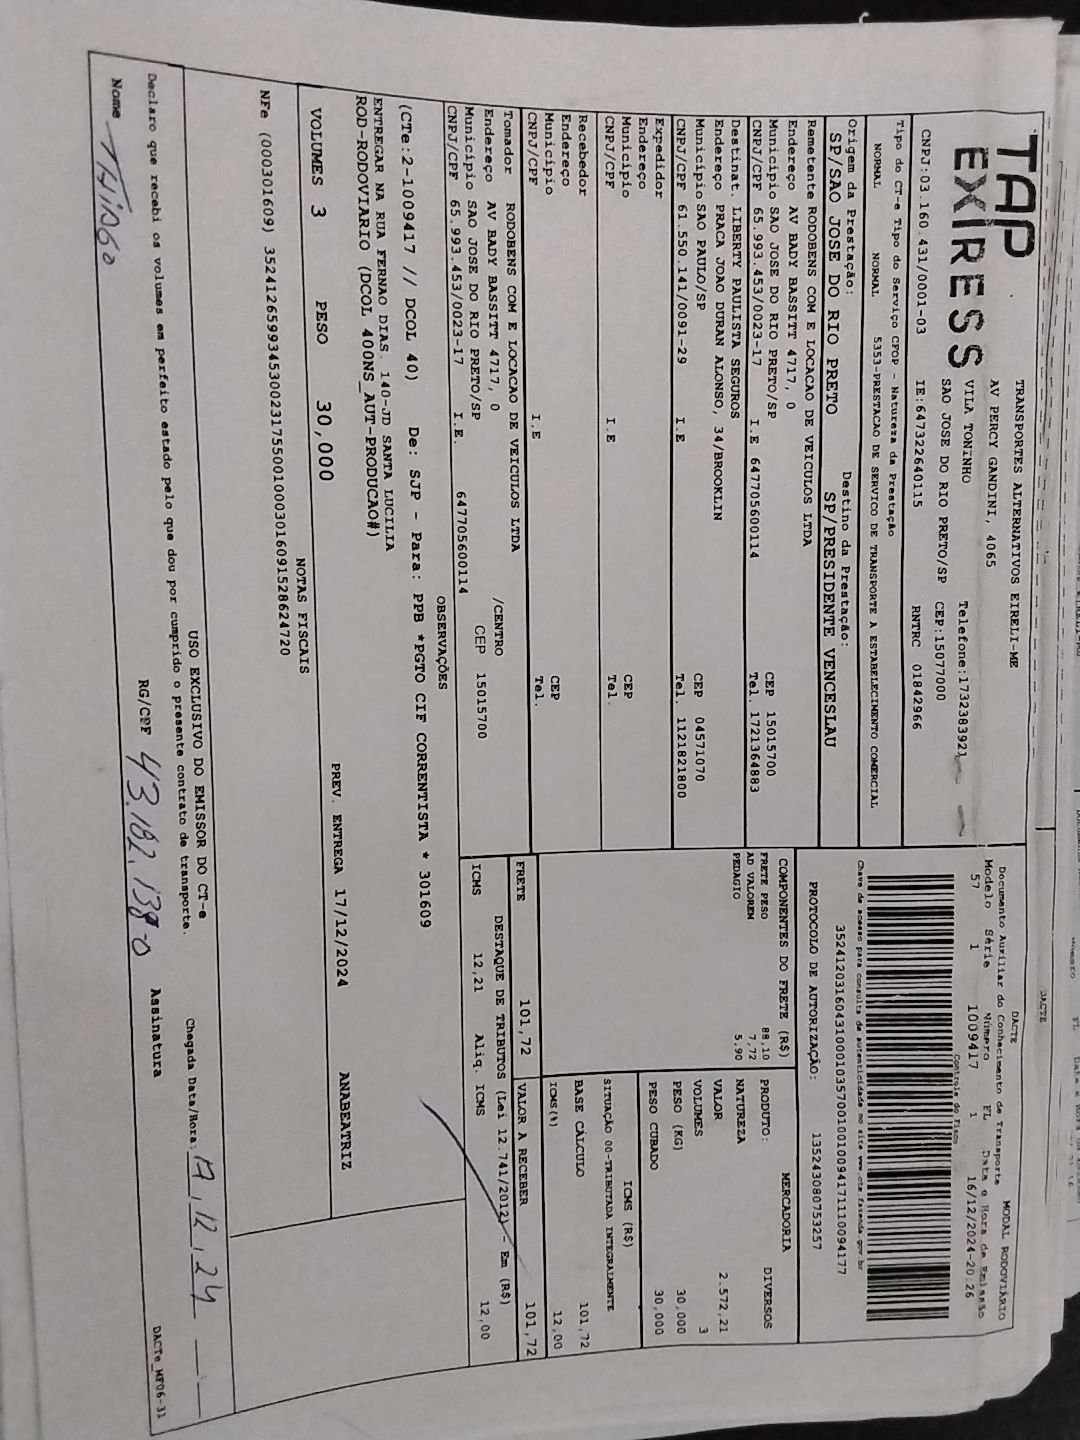 TAP
EXPRESS
TRANSPORTES ALTERNATIVOS EIRELI-ME
AV PERCY GANDINI, 4065
VILA TONINHO Telefone:1732383921
SAO JOSE DO RIO PRETO/SP CEP:15077000
CNPJ:03.160.431/0001-03 IE:647322640115 RNTRC 01842966
Tipo do CT-e Tipo do Serviço CFOP - Natureza da Prestação
NORMAL NORMAL 5353-PRESTACAO DE SERVICO DE TRANSPORTE A ESTABELECIMENTO COMERCIAL
Origem da Prestação: Destino da Prestação:
SP/SAO JOSE DO RIO PRETO SP/PRESIDENTE VENCESLAU
DACTE MODAL RODOVIÁRIO
Documento Auxiliar do Conhecimento de Transporte
Modelo Série Número FL Data e Hora de Emissão
57 1 1009417 1 16/12/2024-20:26
Controle do Fisco
Chave de acesso para consulta de autenticidade no site www.cte.fazenda.gov.br
35241203160431000103570010010094171110094177
PROTOCOLO DE AUTORIZAÇÃO: 135243080753257
Remetente RODOBENS COM E LOCACAO DE VEICULOS LTDA
Endereço AV BADY BASSITT 4717, 0
Município SAO JOSE DO RIO PRETO/SP CEP 15015700
CNPJ/CPF 65.993.453/0023-17 I.E 647705600114 Tel. 1721364883
Destinat. LIBERTY PAULISTA SEGUROS
Endereço PRACA JOAO DURAN ALONSO, 34/BROOKLIN
Município SAO PAULO/SP CEP 04571070
CNPJ/CPF 61.550.141/0091-29 I.E Tel. 1121821800
Expedidor
Endereço
Município CEP
CNPJ/CPF I.E Tel.
Recebedor
Endereço
Município CEP
CNPJ/CPF I.E Tel.
Tomador RODOBENS COM E LOCACAO DE VEICULOS LTDA
Endereço AV BADY BASSITT 4717, 0 /CENTRO
Município SAO JOSE DO RIO PRETO/SP CEP 15015700
CNPJ/CPF 65.993.453/0023-17 I.E. 647705600114
COMPONENTES DO FRETE (R$)
FRETE PESO 88,10
AD VALOREM 7,72
PEDAGIO 5,90
MERCADORIA
PRODUTO: DIVERSOS
NATUREZA
VALOR 2.572,21
VOLUMES 3
PESO (KG) 30,000
PESO CUBADO 30,000
ICMS (R$)
SITUAÇÃO 00-TRIBUTADA INTEGRALMENTE
BASE CÁLCULO 101,72
ICMS(%) 12,00
FRETE 101,72 VALOR A RECEBER 101,72
DESTAQUE DE TRIBUTOS (Lei 12.741/2012) - Em (R$)
ICMS 12,21 Aliq. ICMS 12,00
OBSERVAÇÕES
(CTe:2-1009417 // DCOL 40) De: SJP - Para: PPB *PGTO CIF CORRENTISTA * 301609
ENTREGAR NA RUA FERNAO DIAS. 140-JD SANTA LUCILIA
ROD-RODOVIARIO (DCOL 400NS_AUT-PRODUCAO#)
VOLUMES 3 PESO 30,000 PREV. ENTREGA 17/12/2024 ANABEATRIZ
NOTAS FISCAIS
NFe (000301609) 35241265993453002317550010003016091528624720
USO EXCLUSIVO DO EMISSOR DO CT-e
Declaro que recebi os volumes em perfeito estado pelo que dou por cumprido o presente contrato de transporte.
Chegada Data/Hora: 17.12.24
Nome THIAGO RG/CPF 43.182.138-0 Assinatura
DACTe_MF06-31